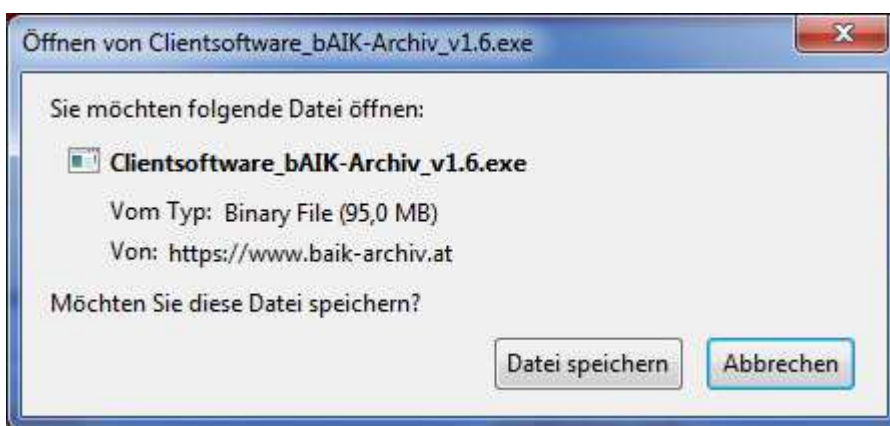 Öffnen von Clientsoftware_bAIK-Archiv_v1.6.exe
Sie möchten folgende Datei öffnen:
Clientsoftware_bAIK-Archiv_v1.6.exe
Vom Typ: Binary File (95,0 MB)
Von: https://www.baik-archiv.at
Möchten Sie diese Datei speichern?
Datei speichern Abbrechen